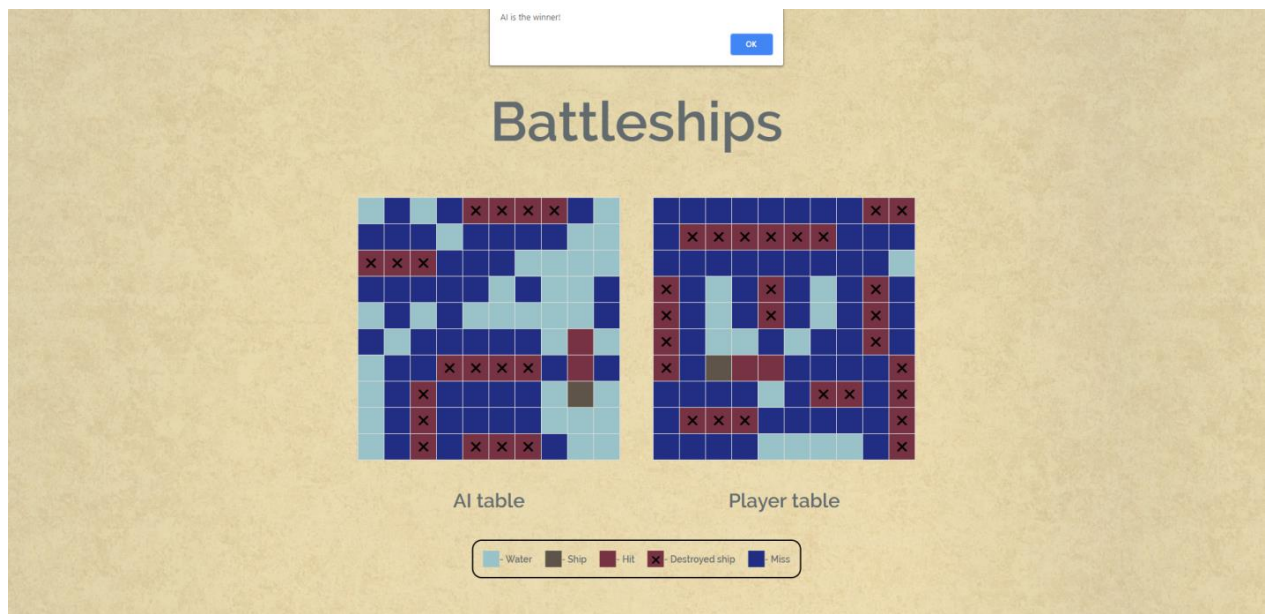 AI is the winner!
OK
Battleships
AI table
Player table
- Water - Ship - Hit - Destroyed ship - Miss